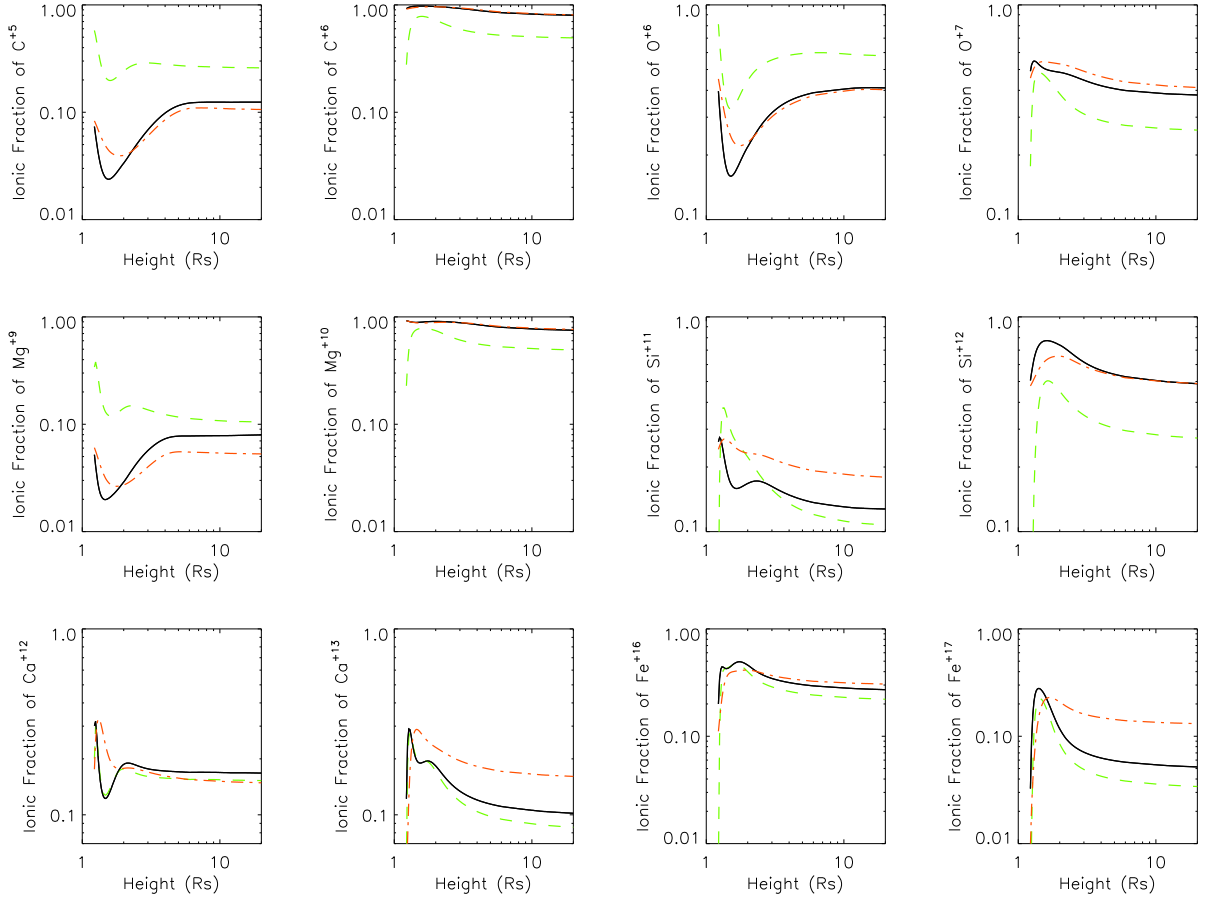 Ionic Fraction of C+5
1.00
0.10
0.01
1
10
Height (Rs)
Ionic Fraction of C+6
1.00
0.10
0.01
1
10
Height (Rs)
Ionic Fraction of O+6
1.0
0.1
1
10
Height (Rs)
Ionic Fraction of O+7
1.0
0.1
1
10
Height (Rs)
Ionic Fraction of Mg+9
1.00
0.10
0.01
1
10
Height (Rs)
Ionic Fraction of Mg+10
1.00
0.10
0.01
1
10
Height (Rs)
Ionic Fraction of Si+11
1.0
0.1
1
10
Height (Rs)
Ionic Fraction of Si+12
1.0
0.1
1
10
Height (Rs)
Ionic Fraction of Ca+12
1.0
0.1
1
10
Height (Rs)
Ionic Fraction of Ca+13
1.0
0.1
1
10
Height (Rs)
Ionic Fraction of Fe+16
1.00
0.10
0.01
1
10
Height (Rs)
Ionic Fraction of Fe+17
1.00
0.10
0.01
1
10
Height (Rs)